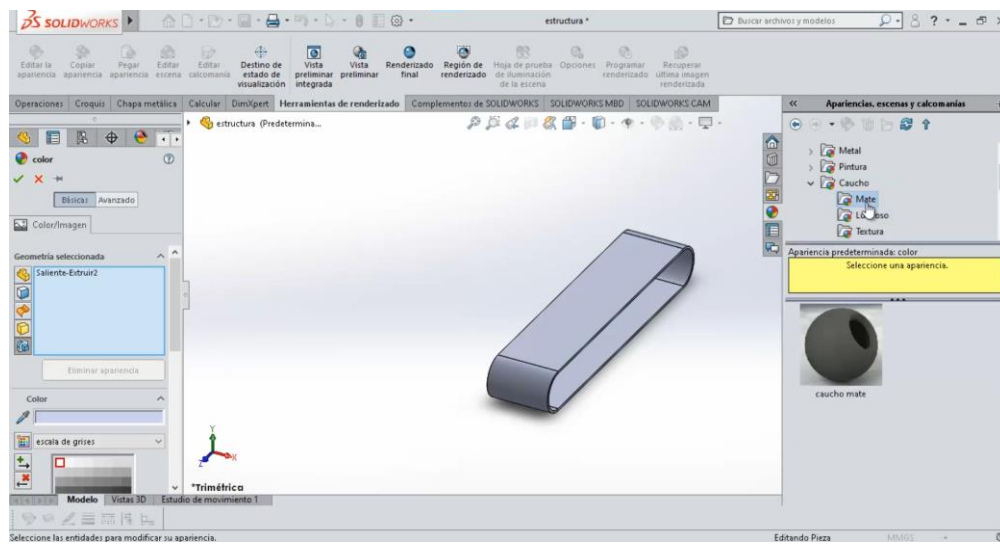 SOLIDWORKS
estructura *
Buscar archivos y modelos
Editar la apariencia
Copiar apariencia
Pegar apariencia
Editar escena
Editar calcomanía
Destino de estado de visualización
Vista preliminar integrada
Vista preliminar
Renderizado final
Región de renderizado
Hoja de prueba de iluminación de la escena
Opciones
Programar renderizado
Recuperar última imagen renderizada
Operaciones Croquis Chapa metálica Calcular DimXpert Herramientas de renderizado Complementos de SOLIDWORKS SOLIDWORKS MBD SOLIDWORKS CAM
estructura (Predetermina...
color
Básicas Avanzado
Color/Imagen
Geometría seleccionada
Saliente-Extruir2
Eliminar apariencia
Color
escala de grises
Y
X
Z
*Trimétrica
Apariencias, escenas y calcomanías
Metal
Pintura
Caucho
Mate
Textura
Apariencia predeterminada: color
Seleccione una apariencia.
caucho mate
Modelo Vistas 3D Estudio de movimiento 1
Seleccione las entidades para modificar su apariencia.
Editando Pieza
MMGS